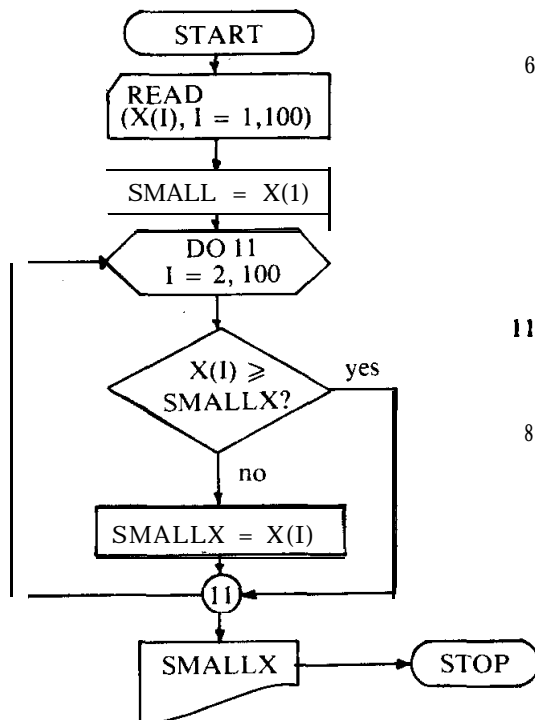 START
6
READ
(X(I), I = 1,100)
SMALL = X(1)
DO 11
I = 2, 100
11
X(I) ⩾
SMALLX?
yes
8
no
SMALLX = X(I)
11
SMALLX
STOP